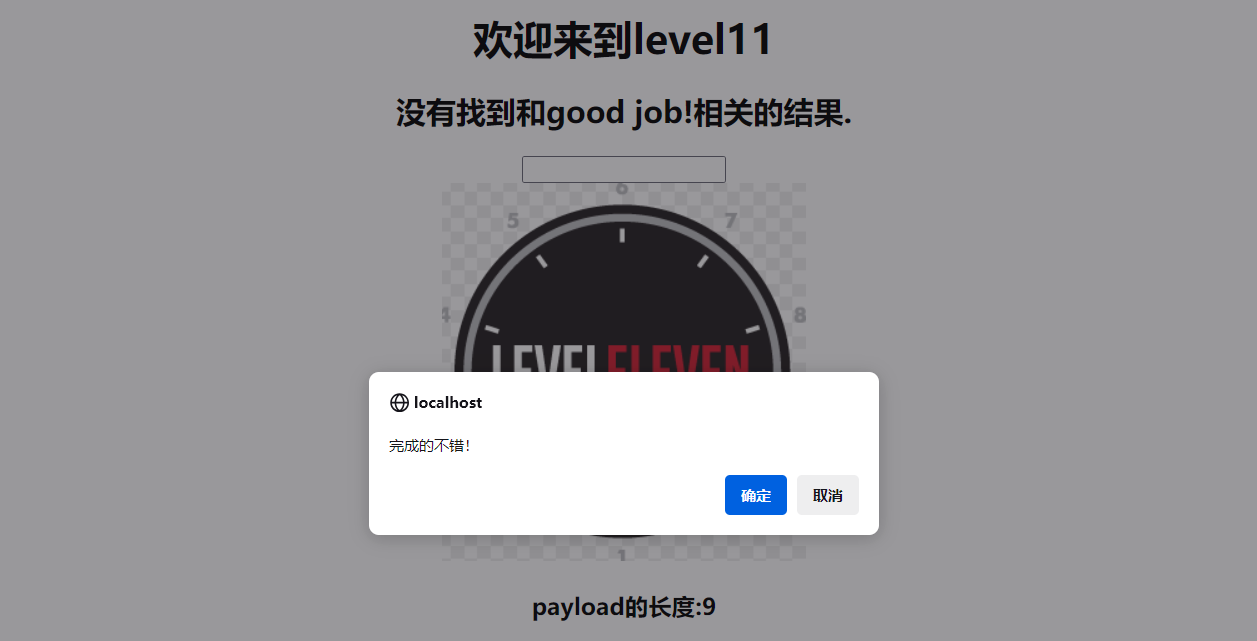 欢迎来到level11
没有找到和good job!相关的结果.
6
5 7
4 8
LEVELELEVEN
localhost
完成的不错!
确定 取消
1
payload的长度:9